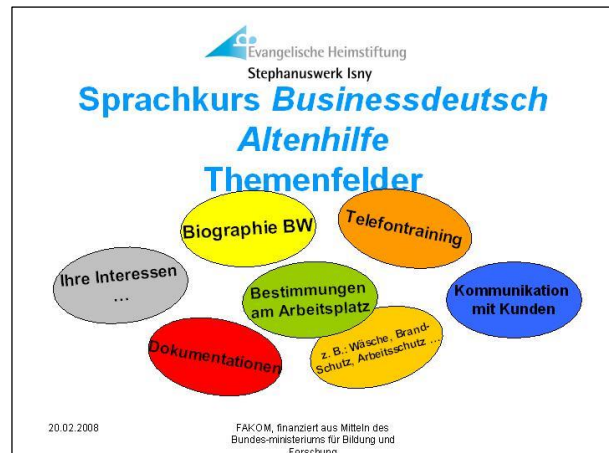 Evangelische Heimstiftung
Stephanuswerk Isny
Sprachkurs Businessdeutsch
Altenhilfe
Themenfelder
Biographie BW
Telefontraining
Ihre Interessen
...
Bestimmungen
am Arbeitsplatz
Kommunikation
mit Kunden
Dokumentationen
z. B.: Wäsche, Brand-
Schutz, Arbeitsschutz ...
20.02.2008
FAKOM, finanziert aus Mitteln des
Bundes-ministeriums für Bildung und
Forschung